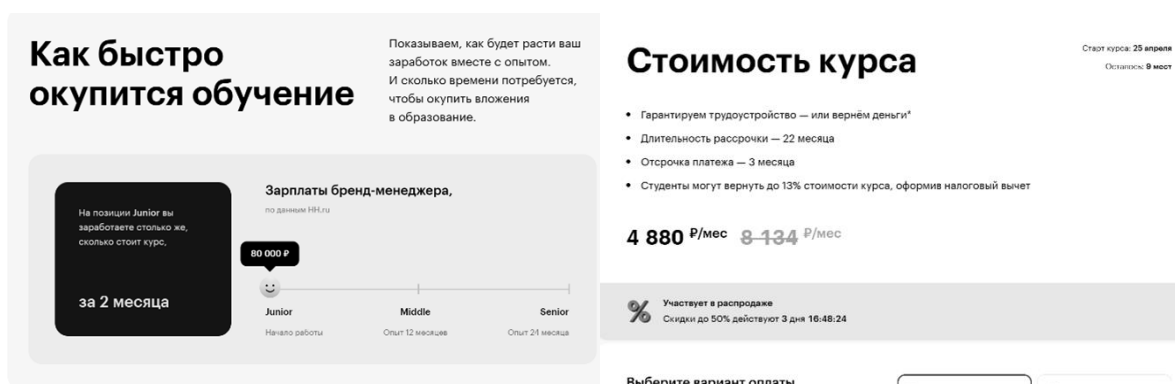 Как быстро
окупится обучение
Показываем, как будет расти ваш
заработок вместе с опытом.
И сколько времени потребуется,
чтобы окупить вложения
в образование.
На позиции Junior вы
заработаете столько же,
сколько стоит курс,
за 2 месяца
Зарплаты бренд-менеджера,
по данным HH.ru
80 000 ₽
Junior
Middle
Senior
Начало работы
Опыт 12 месяцев
Опыт 24 месяца
Стоимость курса
Старт курса: 25 апреля
Осталось: 9 мест
Гарантируем трудоустройство — или вернём деньги*
Длительность рассрочки — 22 месяца
Отсрочка платежа — 3 месяца
Студенты могут вернуть до 13% стоимости курса, оформив налоговый вычет
4 880 ₽/мес 8 134 ₽/мес
%
Участвует в распродаже
Скидки до 50% действуют 3 дня 16:48:24
Выберите вариант оплаты